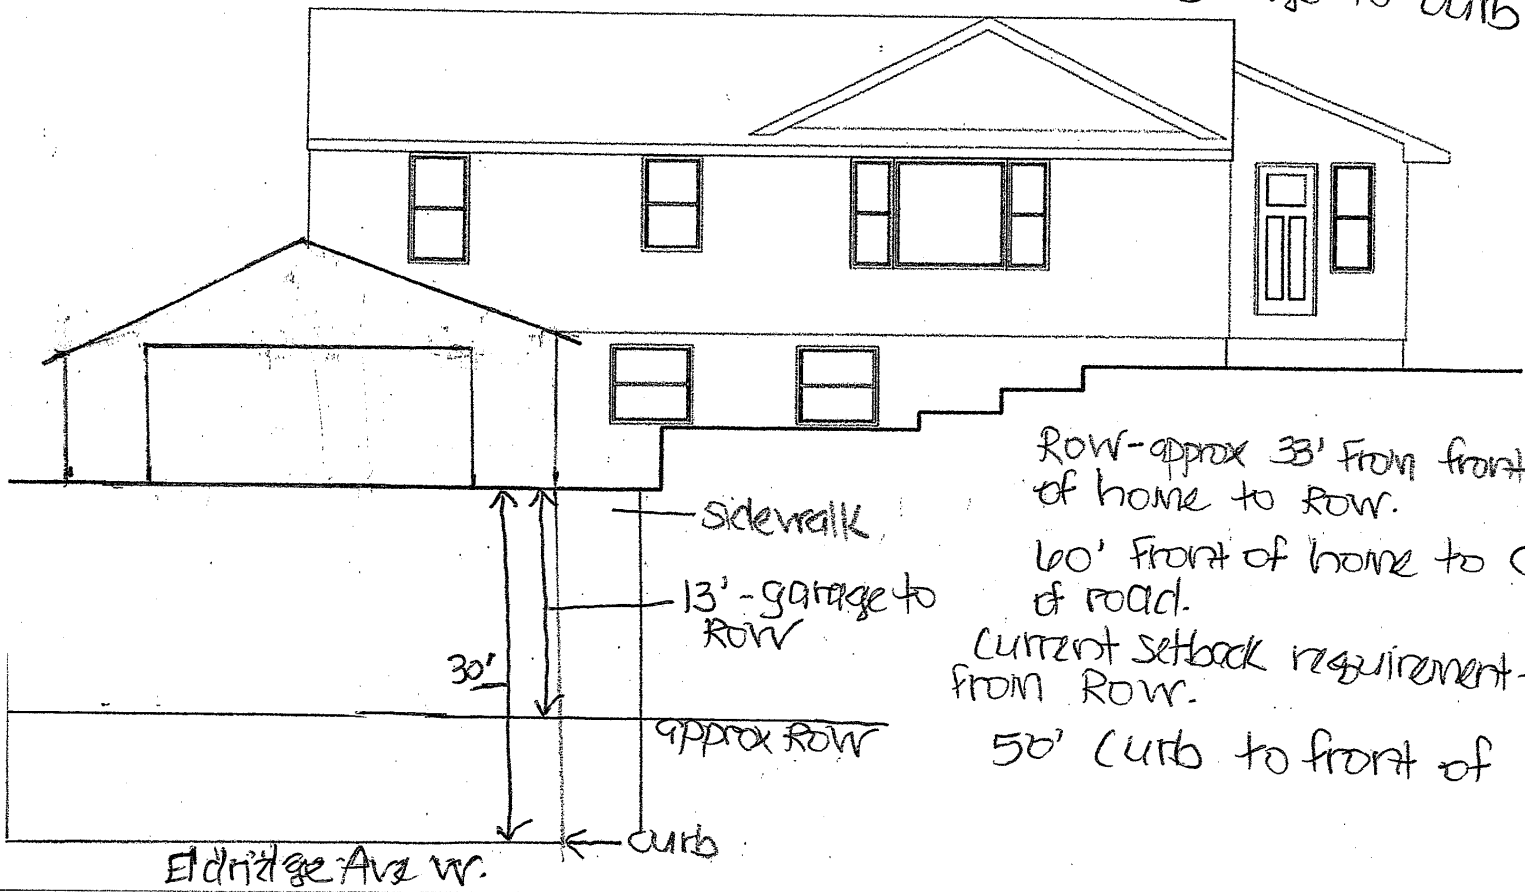 to curb
Row-approx 33' From front
of home to Row.
60' Front of home to
of road.
Current setback requirement-
from Row.
50' Curb to front of
sidewalk
13'-garage to
Row
30'
approx Row
curb
Eldridge Ave W.